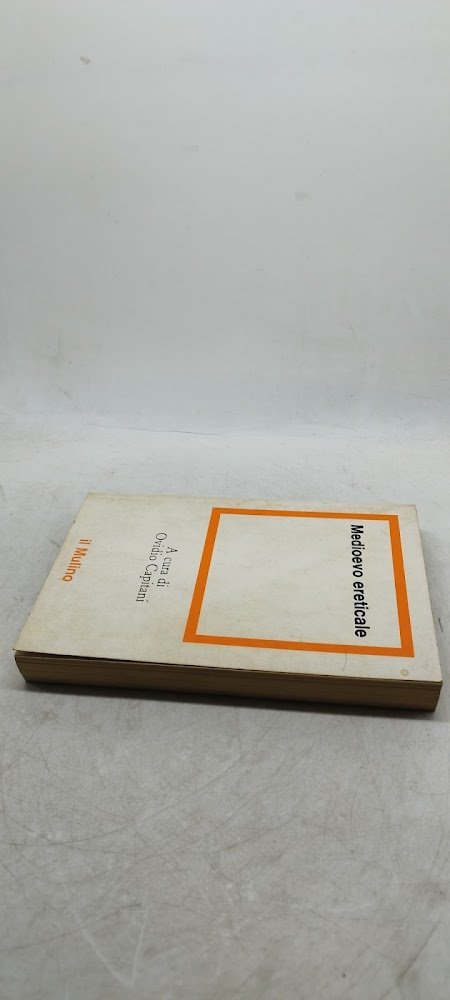 Medioevo ereticale
A cura di
Ovidio Capitani
il Mulino